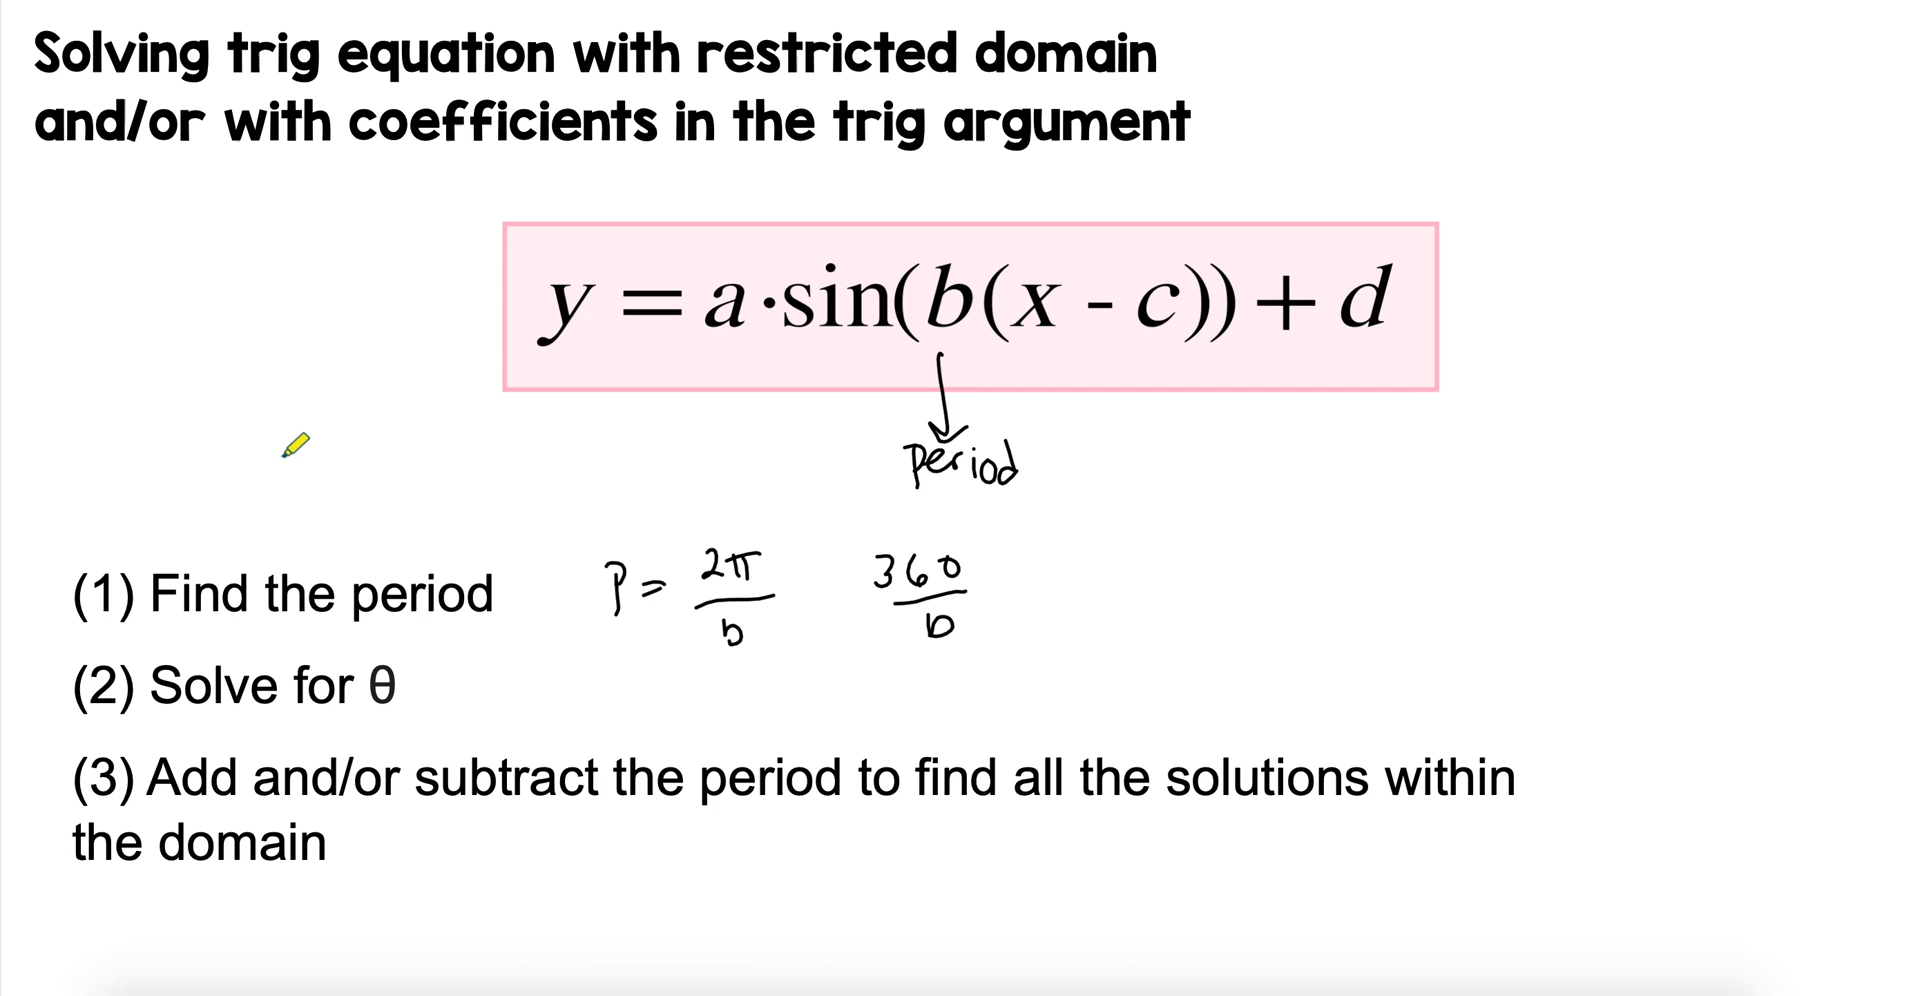 Solving trig equation with restricted domain
and/or with coefficients in the trig argument
y = a·sin(b(x - c)) + d
period
(1) Find the period P = 2π/b 360/b
(2) Solve for θ
(3) Add and/or subtract the period to find all the solutions within
the domain